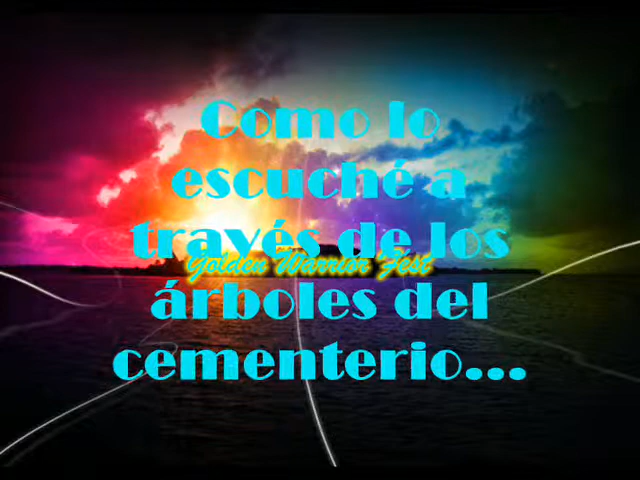 Como lo
escuché a
través de los
Golden Warrior Fest
árboles del
cementerio...